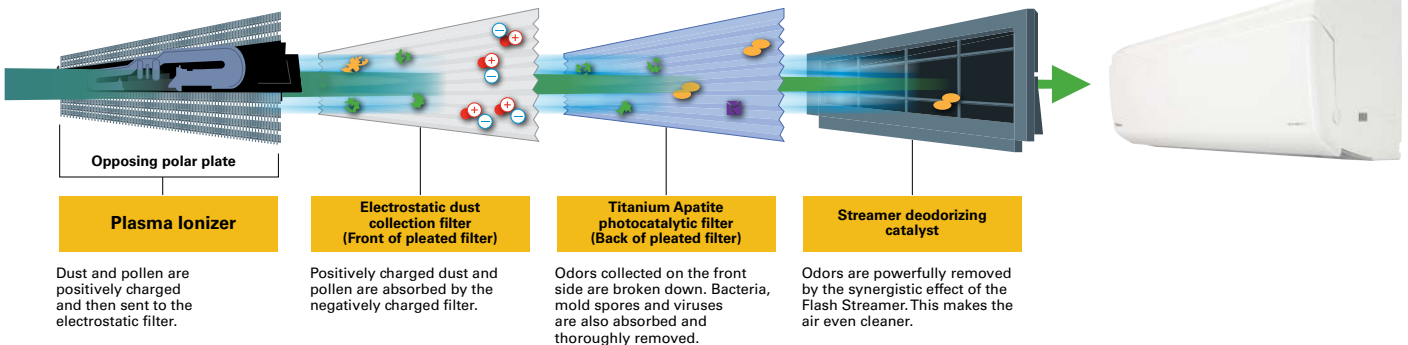 Opposing polar plate
Plasma Ionizer
Dust and pollen are
positively charged
and then sent to the
electrostatic filter.
Electrostatic dust
collection filter
(Front of pleated filter)
Positively charged dust and
pollen are absorbed by the
negatively charged filter.
Titanium Apatite
photocatalytic filter
(Back of pleated filter)
Odors collected on the front
side are broken down. Bacteria,
mold spores and viruses
are also absorbed and
thoroughly removed.
Streamer deodorizing
catalyst
Odors are powerfully removed
by the synergistic effect of the
Flash Streamer. This makes the
air even cleaner.